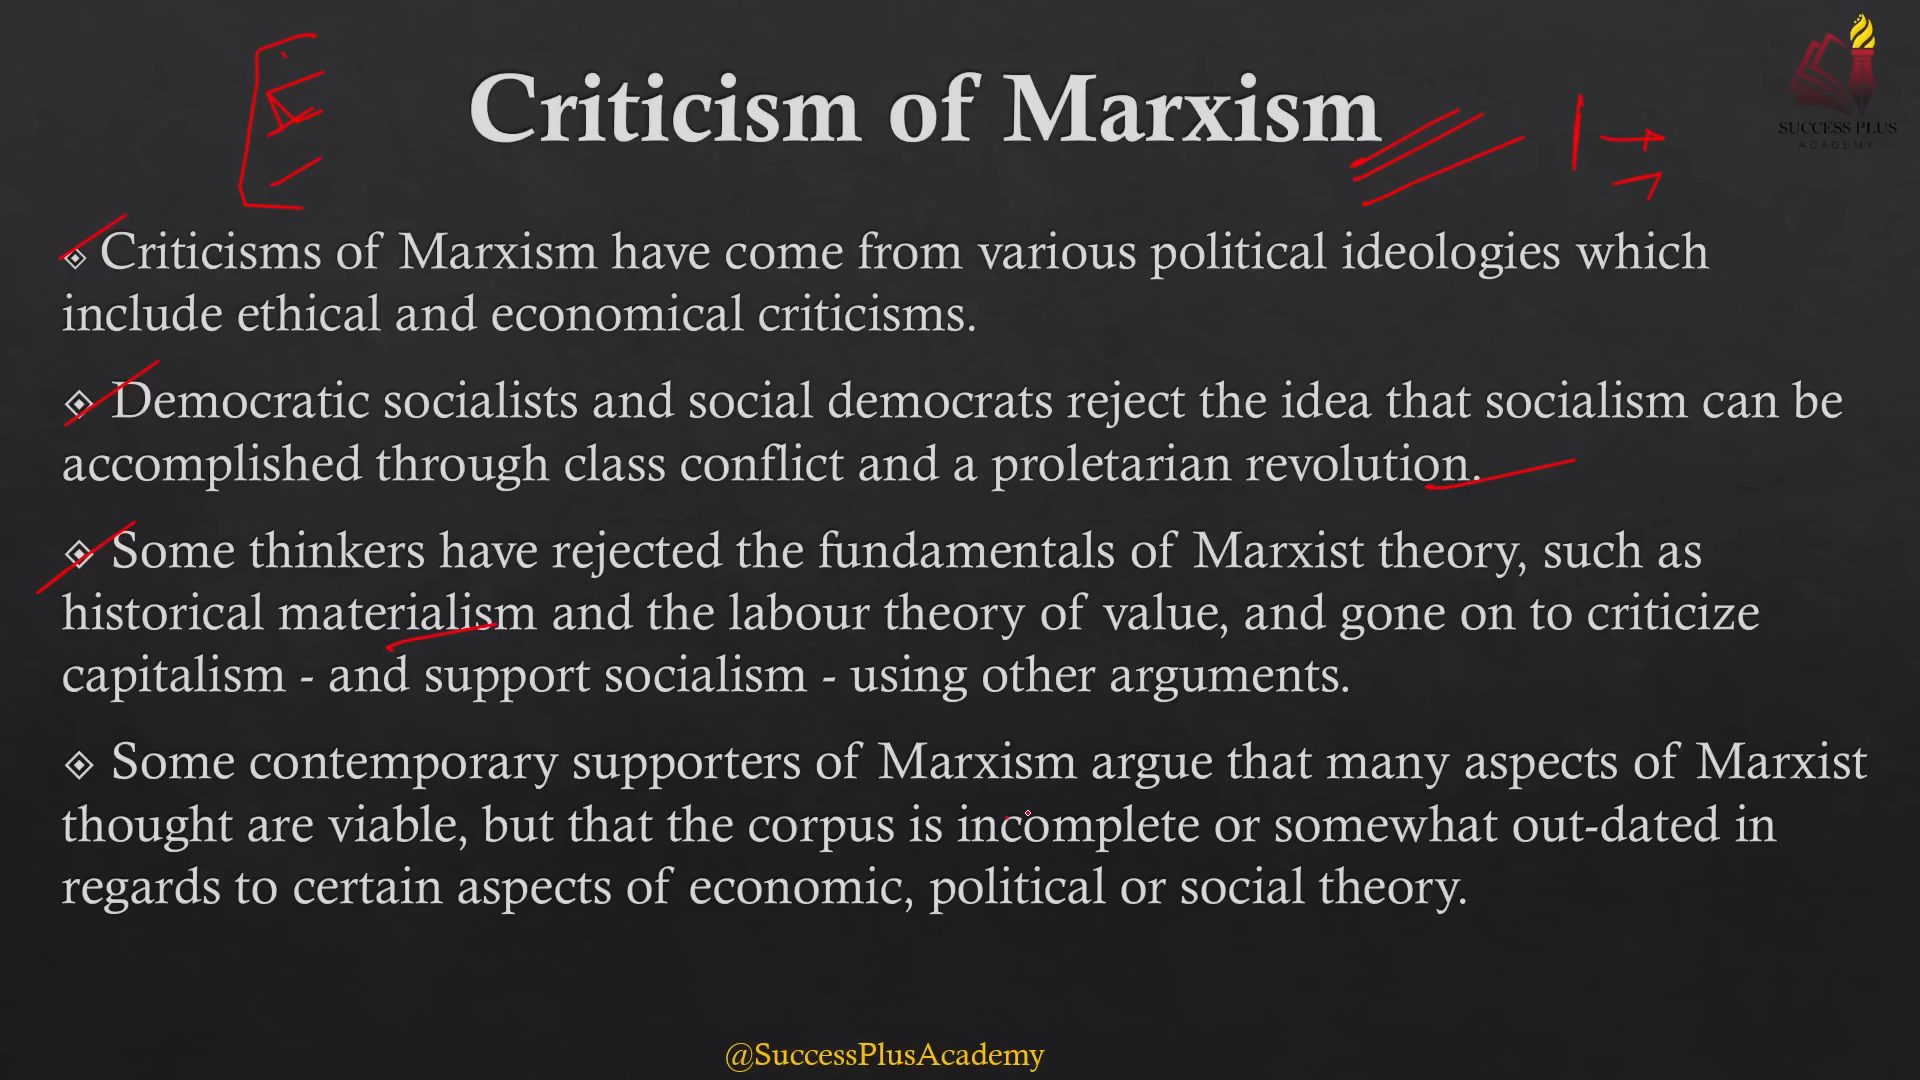 Criticism of Marxism
SUCCESS PLUS
ACADEMY
Criticisms of Marxism have come from various political ideologies which
include ethical and economical criticisms.
Democratic socialists and social democrats reject the idea that socialism can be
accomplished through class conflict and a proletarian revolution.
Some thinkers have rejected the fundamentals of Marxist theory, such as
historical materialism and the labour theory of value, and gone on to criticize
capitalism - and support socialism - using other arguments.
Some contemporary supporters of Marxism argue that many aspects of Marxist
thought are viable, but that the corpus is incomplete or somewhat out-dated in
regards to certain aspects of economic, political or social theory.
@SuccessPlusAcademy